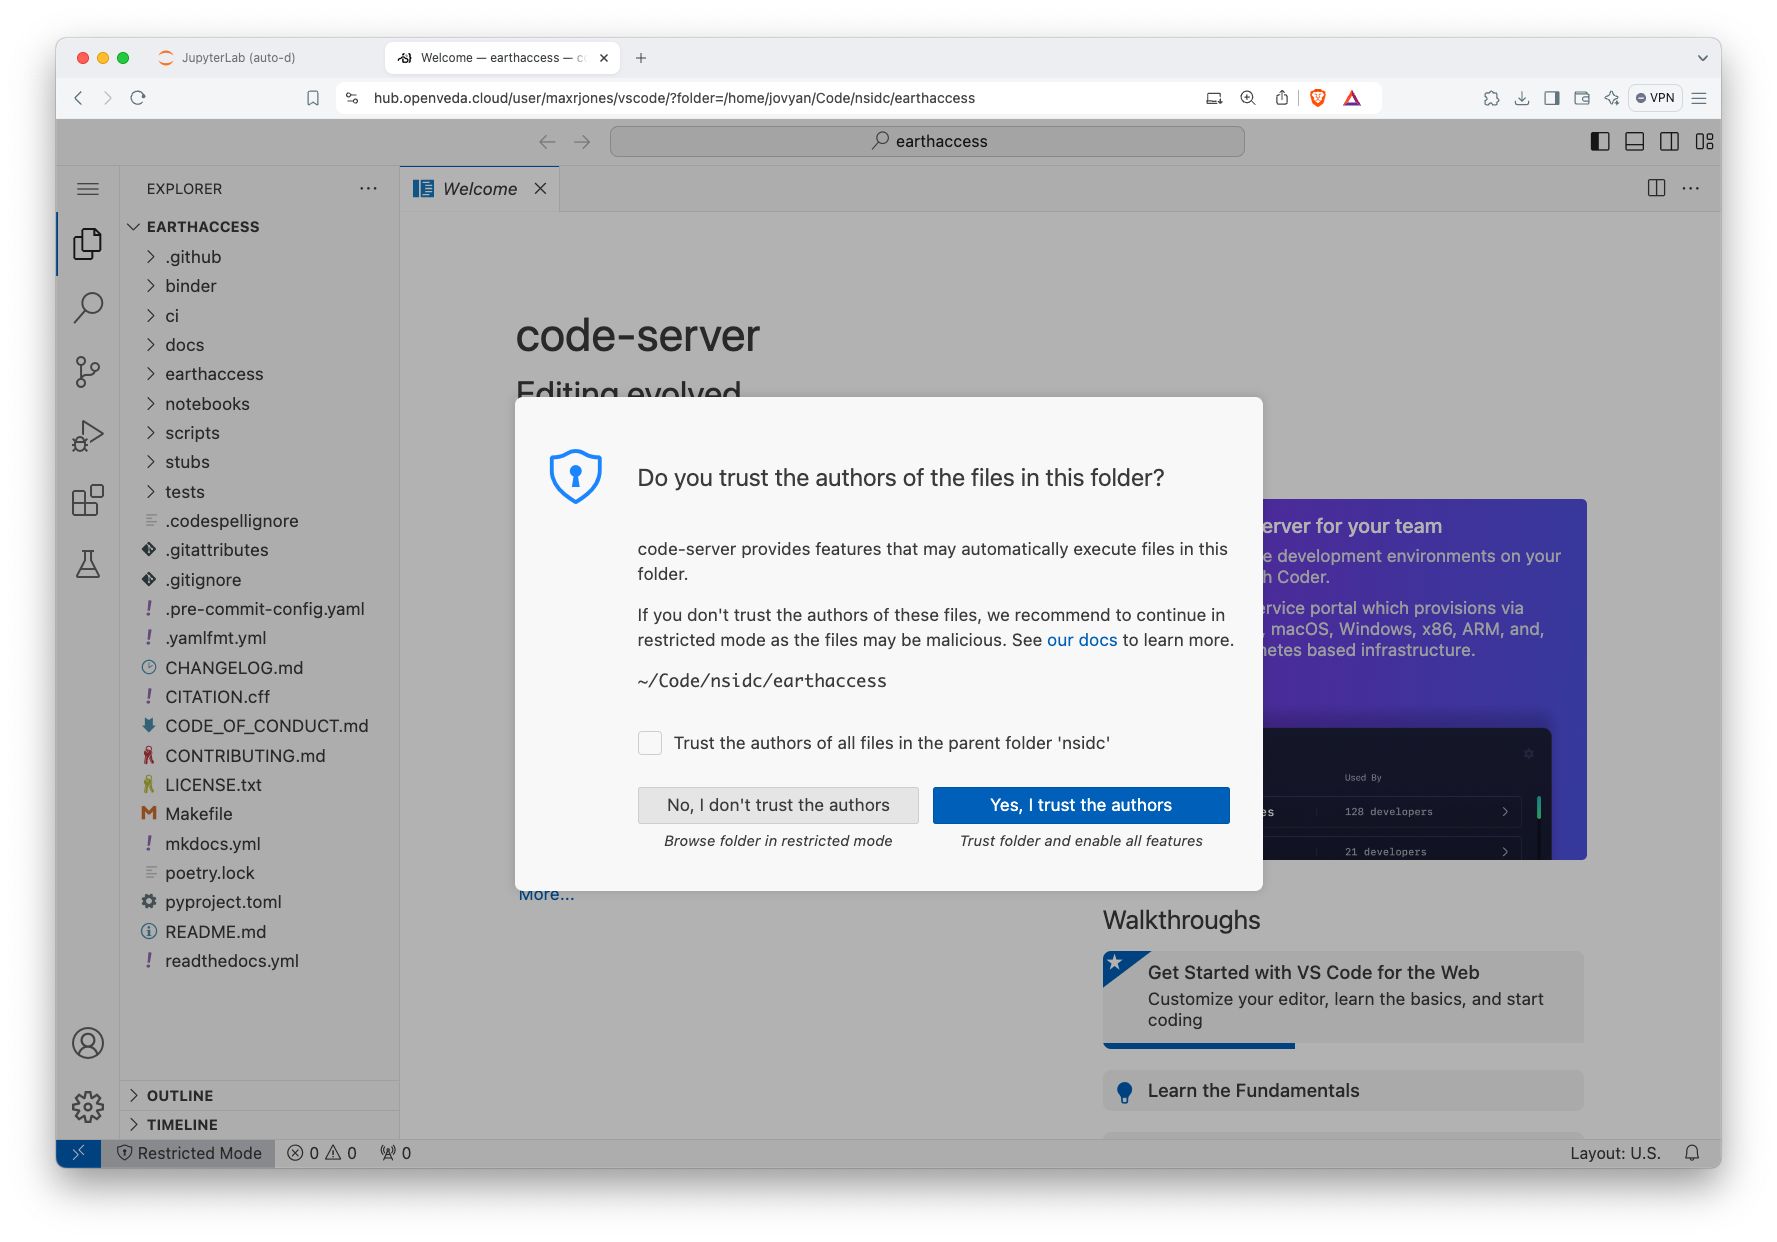 JupyterLab (auto-d)
Welcome — earthaccess —
hub.openveda.cloud/user/maxrjones/vscode/?folder=/home/jovyan/Code/nsidc/earthaccess
VPN
earthaccess
EXPLORER
Welcome
EARTHACCESS
.github
binder
ci
docs
earthaccess
notebooks
scripts
stubs
tests
.codespellignore
.gitattributes
.gitignore
.pre-commit-config.yaml
.yamlfmt.yml
CHANGELOG.md
CITATION.cff
CODE_OF_CONDUCT.md
CONTRIBUTING.md
LICENSE.txt
Makefile
mkdocs.yml
poetry.lock
pyproject.toml
README.md
readthedocs.yml
OUTLINE
TIMELINE
code-server
Editing evolved
Do you trust the authors of the files in this folder?
code-server provides features that may automatically execute files in this
folder.
If you don't trust the authors of these files, we recommend to continue in
restricted mode as the files may be malicious. See our docs to learn more.
~/Code/nsidc/earthaccess
Trust the authors of all files in the parent folder 'nsidc'
No, I don't trust the authors
Yes, I trust the authors
Browse folder in restricted mode
Trust folder and enable all features
More...
erver for your team
e development environments on your
h Coder.
rvice portal which provisions via
, macOS, Windows, x86, ARM, and,
netes based infrastructure.
Used By
es
128 developers
21 developers
Walkthroughs
Get Started with VS Code for the Web
Customize your editor, learn the basics, and start
coding
Learn the Fundamentals
Restricted Mode
0
0
0
Layout: U.S.